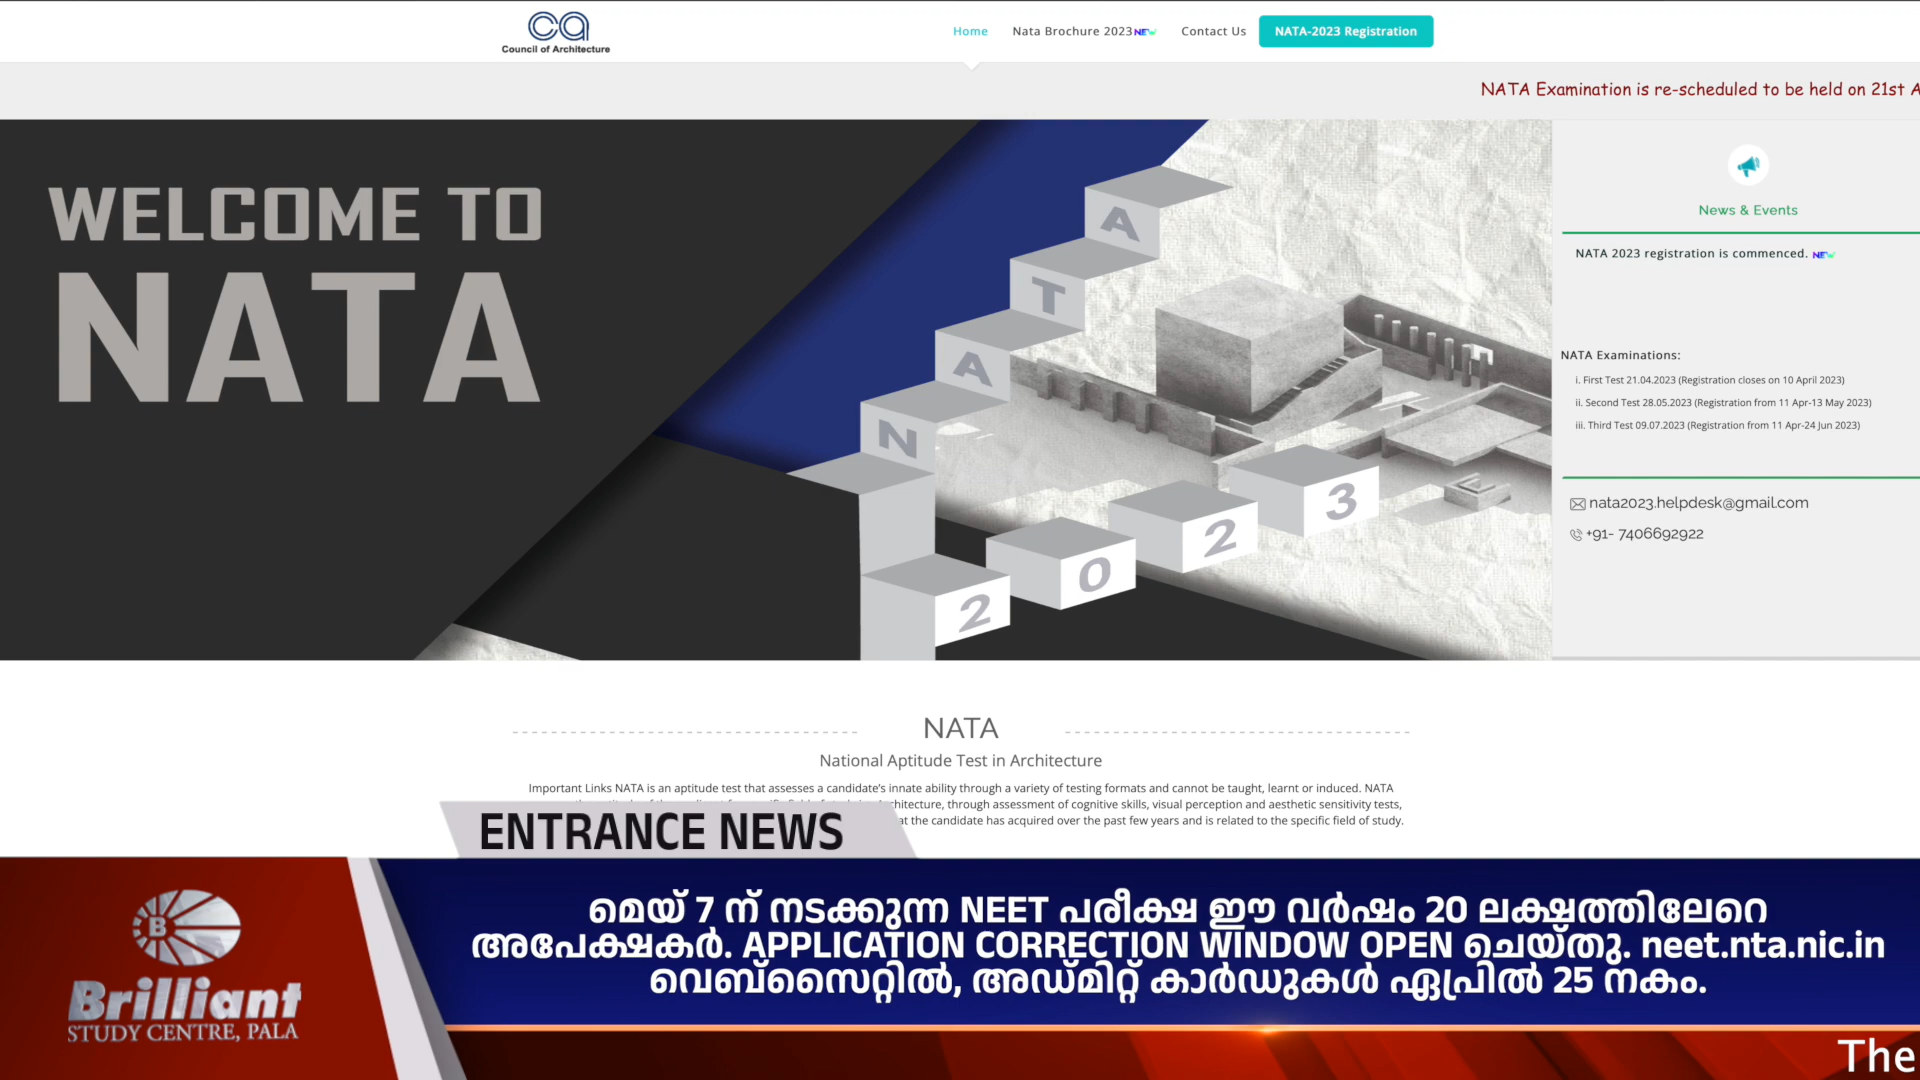 Council of Architecture
Home
Nata Brochure 2023 NEW
Contact Us
NATA-2023 Registration
NATA Examination is re-scheduled to be held on 21st A
WELCOME TO
NATA
N
A
T
A
2
0
2
3
News & Events
NATA 2023 registration is commenced. NEW
NATA Examinations:
i. First Test 21.04.2023 (Registration closes on 10 April 2023)
ii. Second Test 28.05.2023 (Registration from 11 Apr-13 May 2023)
iii. Third Test 09.07.2023 (Registration from 11 Apr-24 Jun 2023)
nata2023.helpdesk@gmail.com
+91- 7406692922
NATA
National Aptitude Test in Architecture
Important Links NATA is an aptitude test that assesses a candidate's innate ability through a variety of testing formats and cannot be taught, learnt or induced. NATA
through assessment of cognitive skills, visual perception and aesthetic sensitivity tests,
at the candidate has acquired over the past few years and is related to the specific field of study.
ENTRANCE NEWS
മെയ് 7 ന് നടക്കുന്ന NEET പരീക്ഷ ഈ വർഷം 20 ലക്ഷത്തിലേറെ
അപേക്ഷകർ. APPLICATION CORRECTION WINDOW OPEN ചെയ്തു. neet.nta.nic.in
വെബ്സൈറ്റിൽ, അഡ്മിറ്റ് കാർഡുകൾ ഏപ്രിൽ 25 നകം.
B
Brilliant
STUDY CENTRE, PALA
The